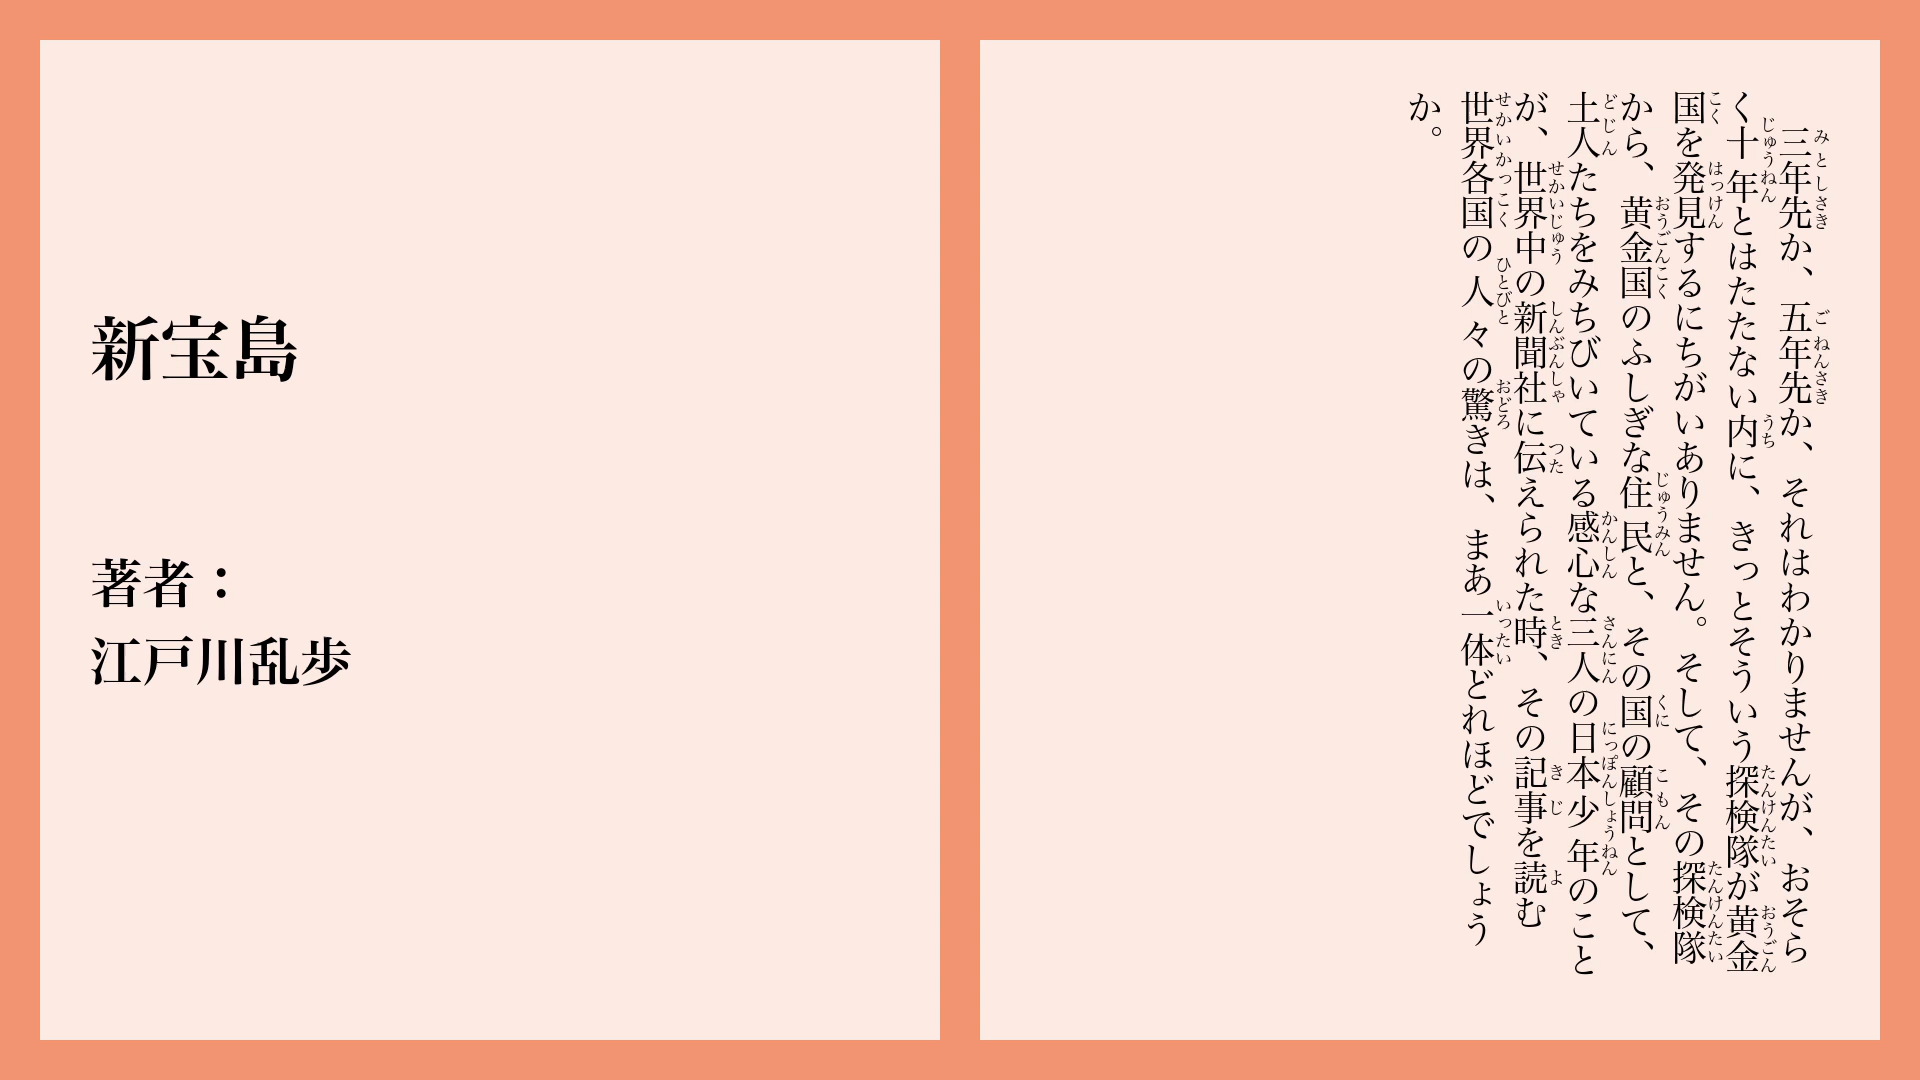 新宝島
著者：
江戸川乱歩
三年先か、五年先か、それはわかりませんが、おそら
く十年とはたたない内に、きっとそういう探検隊が黄金
国を発見するにちがいありません。そして、その探検隊
から、黄金国のふしぎな住民と、その国の顧問として、
土人たちをみちびいている感心な三人の日本少年のこと
が、世界中の新聞社に伝えられた時、その記事を読む
世界各国の人々の驚きは、まあ一体どれほどでしょう
か。